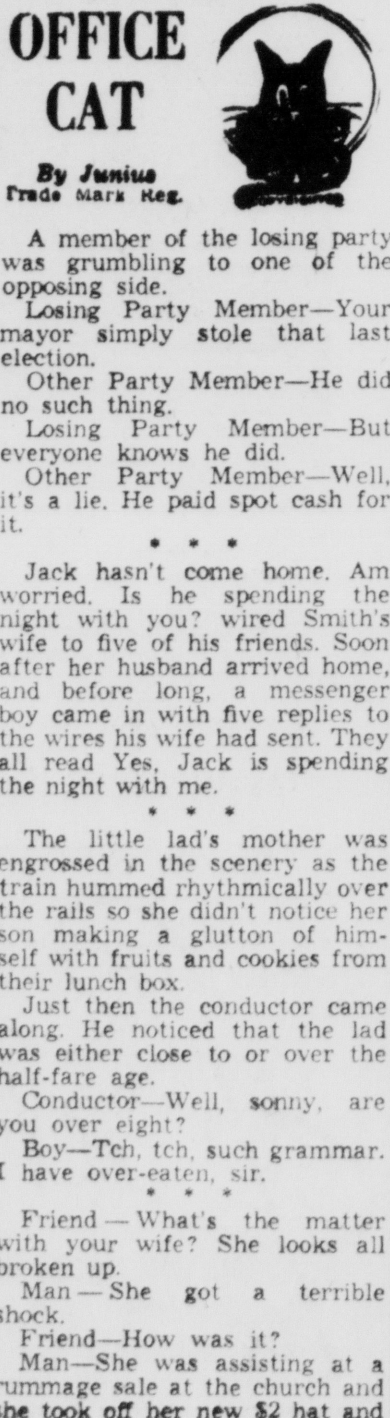 OFFICE
CAT
By Junius
Trade Mark Reg.
A member of the losing party
was grumbling to one of the
opposing side.
Losing Party Member—Your
mayor simply stole that last
election.
Other Party Member—He did
no such thing.
Losing Party Member—But
everyone knows he did.
Other Party Member—Well,
it's a lie. He paid spot cash for
it.
* * *
Jack hasn't come home. Am
worried. Is he spending the
night with you? wired Smith's
wife to five of his friends. Soon
after her husband arrived home,
and before long, a messenger
boy came in with five replies to
the wires his wife had sent. They
all read Yes, Jack is spending
the night with me.
* * *
The little lad's mother was
engrossed in the scenery as the
train hummed rhythmically over
the rails so she didn't notice her
son making a glutton of him-
self with fruits and cookies from
their lunch box.
Just then the conductor came
along. He noticed that the lad
was either close to or over the
half-fare age.
Conductor—Well, sonny, are
you over eight?
Boy—Tch, tch, such grammar.
I have over-eaten, sir.
* * *
Friend — What's the matter
with your wife? She looks all
broken up.
Man — She got a terrible
shock.
Friend—How was it?
Man—She was assisting at a
rummage sale at the church and
she took off her new $2 hat and